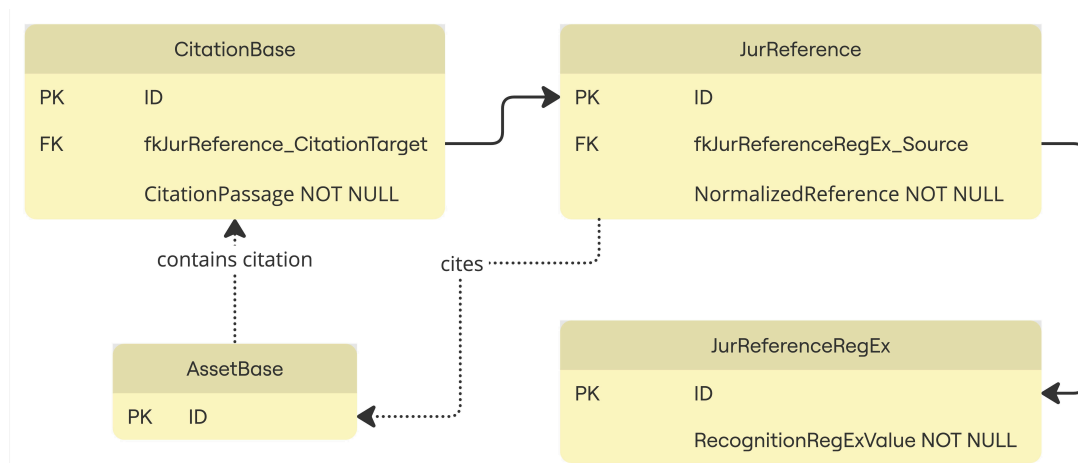 CitationBase
PK ID
FK fkJurReference_CitationTarget
CitationPassage NOT NULL
JurReference
PK ID
FK fkJurReferenceRegEx_Source
NormalizedReference NOT NULL
contains citation
cites
AssetBase
PK ID
JurReferenceRegEx
PK ID
RecognitionRegExValue NOT NULL